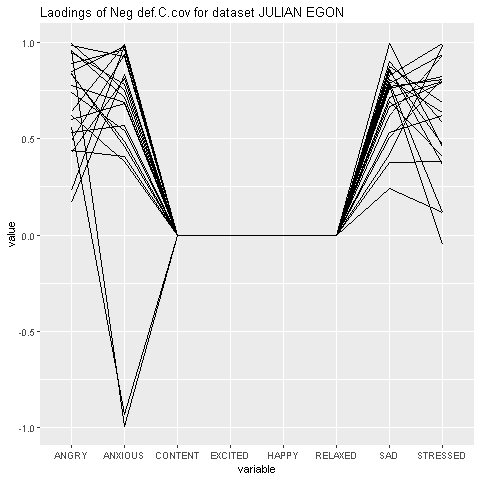 Laodings of Neg def.C.cov for dataset JULIAN EGON
1.0
0.5
0.0
-0.5
-1.0
value
ANGRY ANXIOUS CONTENT EXCITED HAPPY RELAXED SAD STRESSED
variable